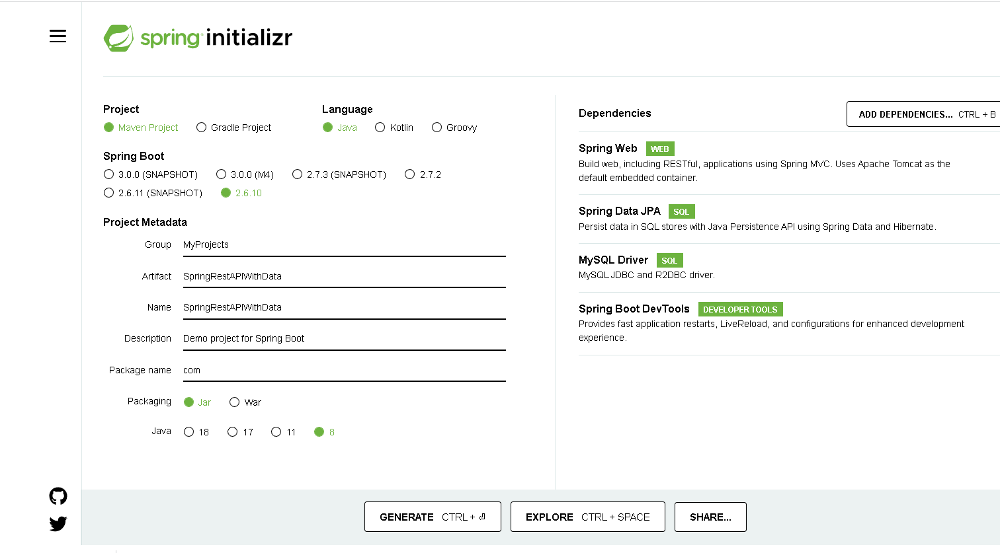 spring initializr
Project
Maven Project Gradle Project
Language
Java Kotlin Groovy
Spring Boot
3.0.0 (SNAPSHOT) 3.0.0 (M4) 2.7.3 (SNAPSHOT) 2.7.2
2.6.11 (SNAPSHOT) 2.6.10
Project Metadata
Group MyProjects
Artifact SpringRestAPIWithData
Name SpringRestAPIWithData
Description Demo project for Spring Boot
Package name com
Packaging Jar War
Java 18 17 11 8
Dependencies ADD DEPENDENCIES... CTRL + B
Spring Web WEB
Build web, including RESTful, applications using Spring MVC. Uses Apache Tomcat as the
default embedded container.
Spring Data JPA SQL
Persist data in SQL stores with Java Persistence API using Spring Data and Hibernate.
MySQL Driver SQL
MySQL JDBC and R2DBC driver.
Spring Boot DevTools DEVELOPER TOOLS
Provides fast application restarts, LiveReload, and configurations for enhanced development
experience.
GENERATE CTRL + ⏎ EXPLORE CTRL + SPACE SHARE...